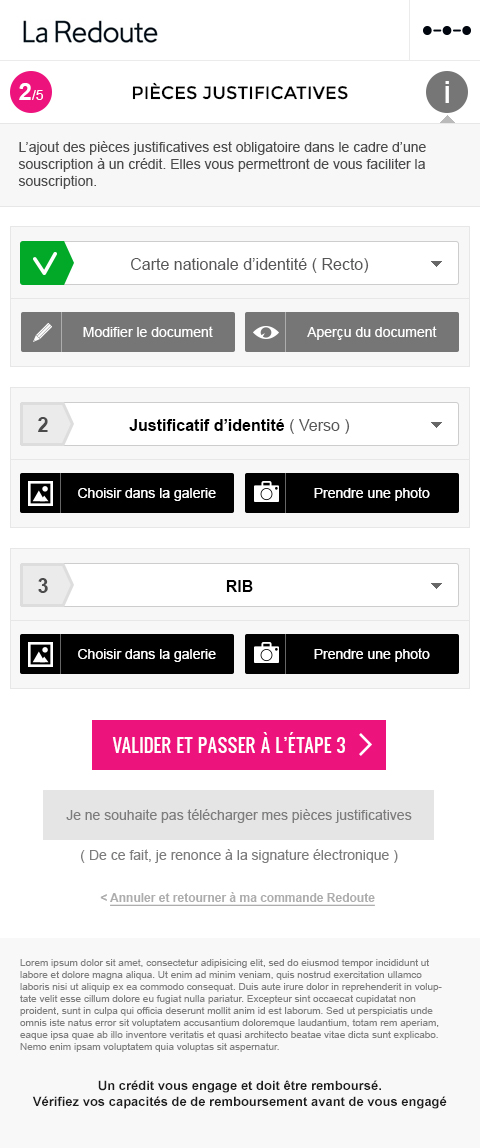 La Redoute
2/5
PIÈCES JUSTIFICATIVES
i
L'ajout des pièces justificatives est obligatoire dans le cadre d'une
souscription à un crédit. Elles vous permettront de vous faciliter la
souscription.
Carte nationale d'identité ( Recto)
Modifier le document
Aperçu du document
2
Justificatif d'identité ( Verso )
Choisir dans la galerie
Prendre une photo
3
RIB
Choisir dans la galerie
Prendre une photo
VALIDER ET PASSER À L'ÉTAPE 3
Je ne souhaite pas télécharger mes pièces justificatives
( De ce fait, je renonce à la signature électronique )
< Annuler et retourner à ma commande Redoute
Lorem ipsum dolor sit amet, consectetur adipisicing elit, sed do eiusmod tempor incididunt ut
labore et dolore magna aliqua. Ut enim ad minim veniam, quis nostrud exercitation ullamco
laboris nisi ut aliquip ex ea commodo consequat. Duis aute irure dolor in reprehenderit in volup-
tate velit esse cillum dolore eu fugiat nulla pariatur. Excepteur sint occaecat cupidatat non
proident, sunt in culpa qui officia deserunt mollit anim id est laborum. Sed ut perspiciatis unde
omnis iste natus error sit voluptatem accusantium doloremque laudantium, totam rem aperiam,
eaque ipsa quae ab illo inventore veritatis et quasi architecto beatae vitae dicta sunt explicabo.
Nemo enim ipsam voluptatem quia voluptas sit aspernatur.
Un crédit vous engage et doit être remboursé.
Vérifiez vos capacités de de remboursement avant de vous engagé